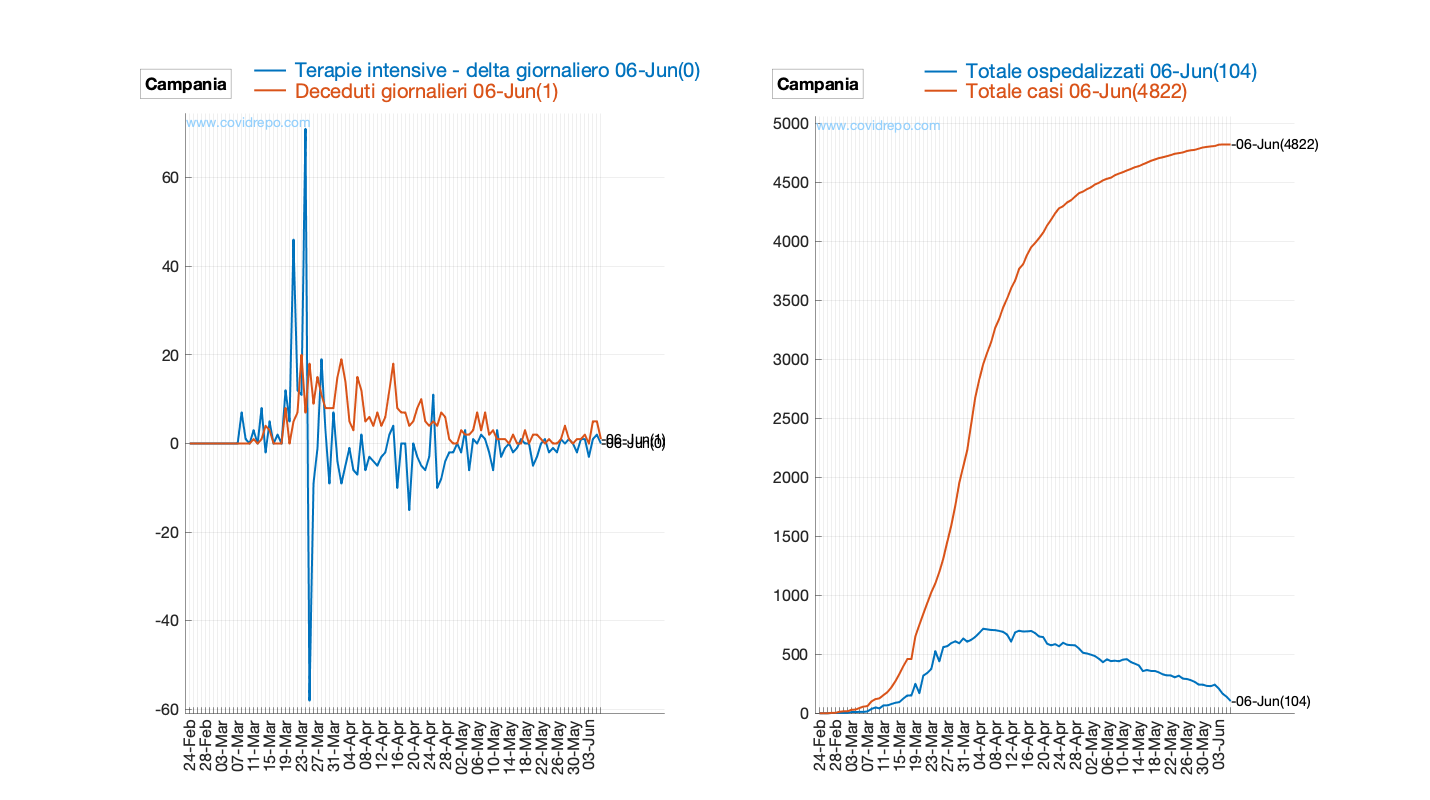 Campania
Terapie intensive - delta giornaliero 06-Jun(0)
Deceduti giornalieri 06-Jun(1)
www.covidrepo.com
60
40
20
0
-20
-40
-60
-06-Jun(1)
-06-Jun(0)
24-Feb
28-Feb
03-Mar
07-Mar
11-Mar
15-Mar
19-Mar
23-Mar
27-Mar
31-Mar
04-Apr
08-Apr
12-Apr
16-Apr
20-Apr
24-Apr
28-Apr
02-May
06-May
10-May
14-May
18-May
22-May
26-May
30-May
03-Jun
Campania
Totale ospedalizzati 06-Jun(104)
Totale casi 06-Jun(4822)
www.covidrepo.com
5000
4500
4000
3500
3000
2500
2000
1500
1000
500
0
-06-Jun(4822)
-06-Jun(104)
24-Feb
28-Feb
03-Mar
07-Mar
11-Mar
15-Mar
19-Mar
23-Mar
27-Mar
31-Mar
04-Apr
08-Apr
12-Apr
16-Apr
20-Apr
24-Apr
28-Apr
02-May
06-May
10-May
14-May
18-May
22-May
26-May
30-May
03-Jun